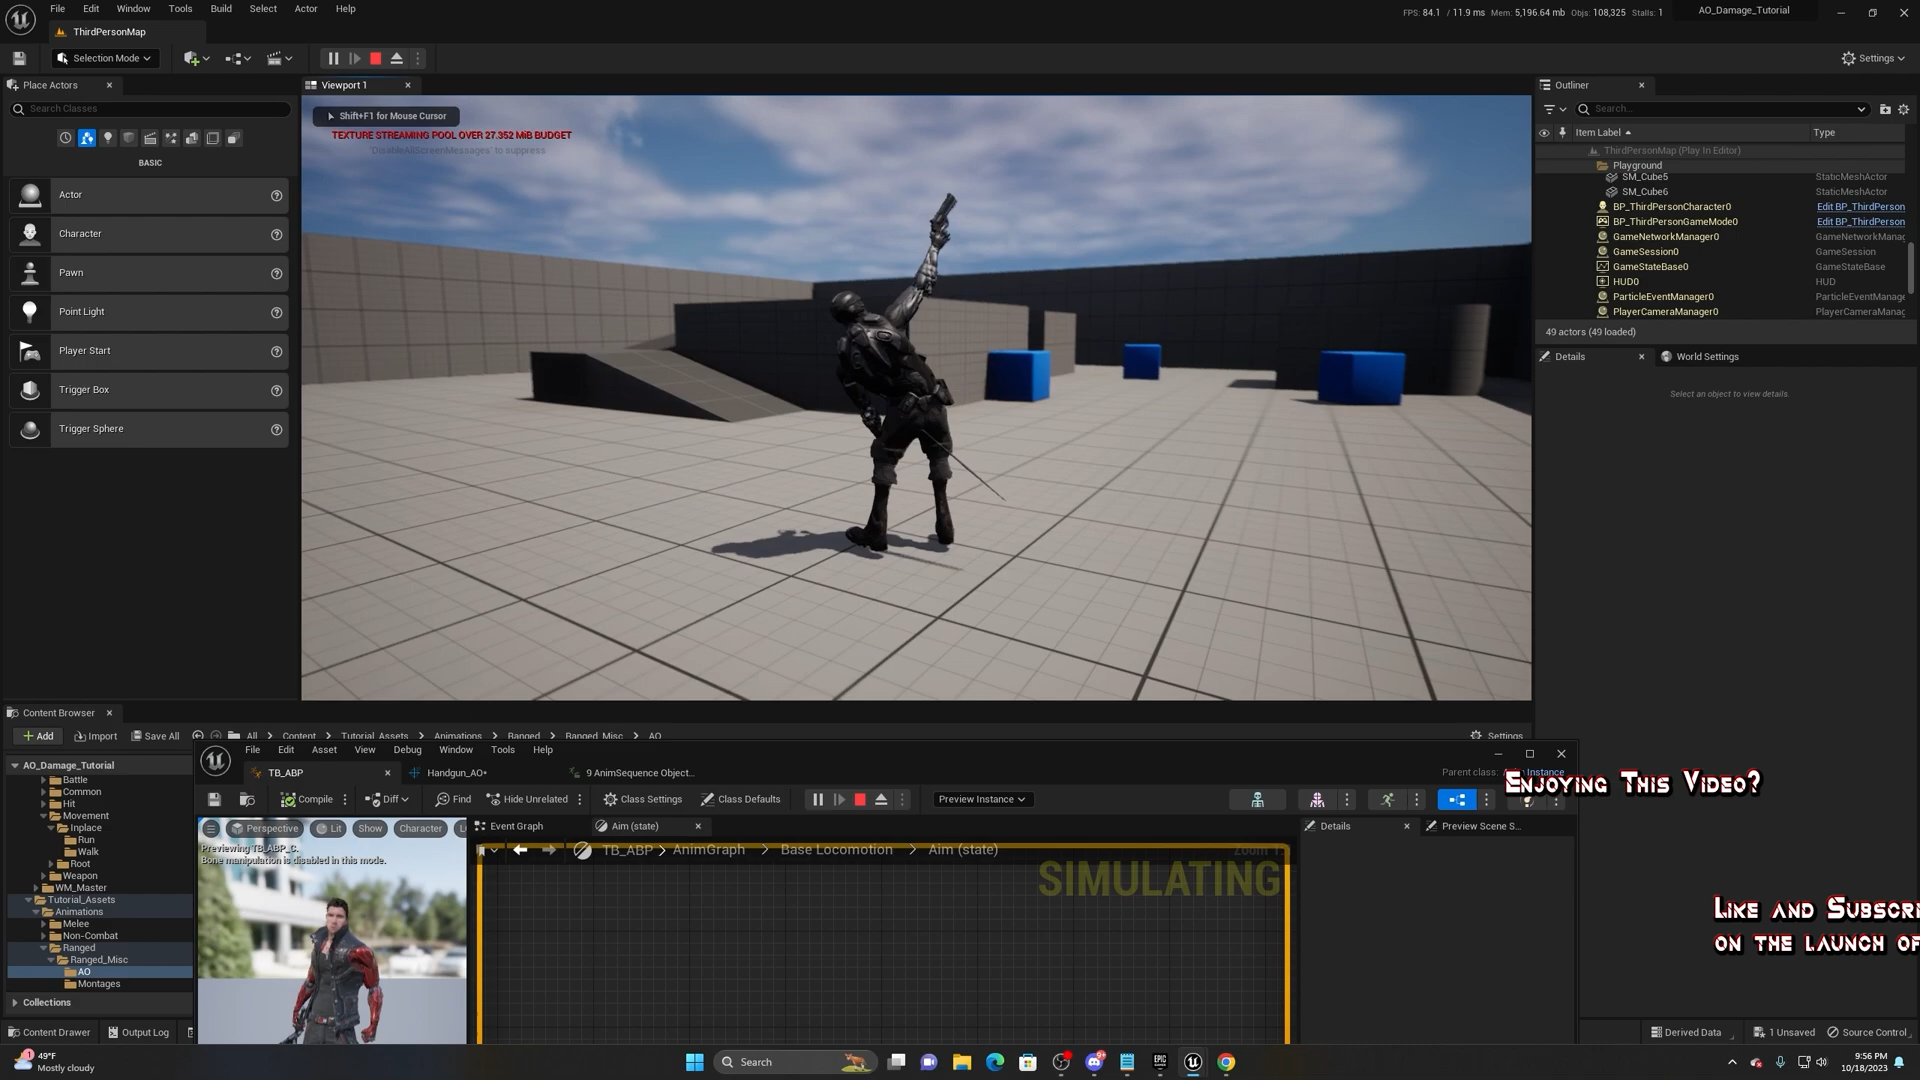 File Edit Window Tools Build Select Actor Help
FPS: 84.1 / 11.9 ms Mem: 5,196.64 mb Objs: 108,325 Stalls: 1
AO_Damage_Tutorial
ThirdPersonMap
Selection Mode
Settings
Place Actors
Viewport 1
Outliner
Search Classes
Shift+F1 for Mouse Cursor
Search...
TEXTURE STREAMING POOL OVER 27.352 MiB BUDGET
'DisableAllScreenMessages' to suppress
Item Label
Type
BASIC
ThirdPersonMap (Play In Editor)
Playground
SM_Cube5 StaticMeshActor
SM_Cube6 StaticMeshActor
BP_ThirdPersonCharacter0 Edit BP_ThirdPerson
BP_ThirdPersonGameMode0 Edit BP_ThirdPerson
GameNetworkManager0 GameNetworkManag
GameSession0 GameSession
GameStateBase0 GameStateBase
HUD0 HUD
ParticleEventManager0 ParticleEventManage
PlayerCameraManager0 PlayerCameraManag
49 actors (49 loaded)
Actor
Character
Pawn
Point Light
Player Start
Trigger Box
Trigger Sphere
Details
World Settings
Select an object to view details.
Content Browser
Add Import Save All
All > Content > Tutorial_Assets > Animations > Ranged > Ranged_Misc > AO
Settings
AO_Damage_Tutorial
Battle
Common
Hit
Movement
Inplace
Run
Walk
Root
Weapon
WM_Master
Tutorial_Assets
Animations
Melee
Non-Combat
Ranged
Ranged_Misc
AO
Montages
Collections
File Edit Asset View Debug Window Tools Help
TB_ABP
Handgun_AO*
9 AnimSequence Object...
Parent class:
Instance
Compile
Diff
Find
Hide Unrelated
Class Settings
Class Defaults
Preview Instance
Perspective Lit Show Character
Previewing TB_ABP_C.
Bone manipulation is disabled in this mode.
Event Graph
Aim (state)
Details
Preview Scene S...
TB_ABP > AnimGraph > Base Locomotion > Aim (state)
SIMULATING
Enjoying This Video?
Like and Subscri
on the launch of
Content Drawer
Output Log
Derived Data
1 Unsaved
Source Control
49°F
Mostly cloudy
Search
9:56 PM
10/18/2023